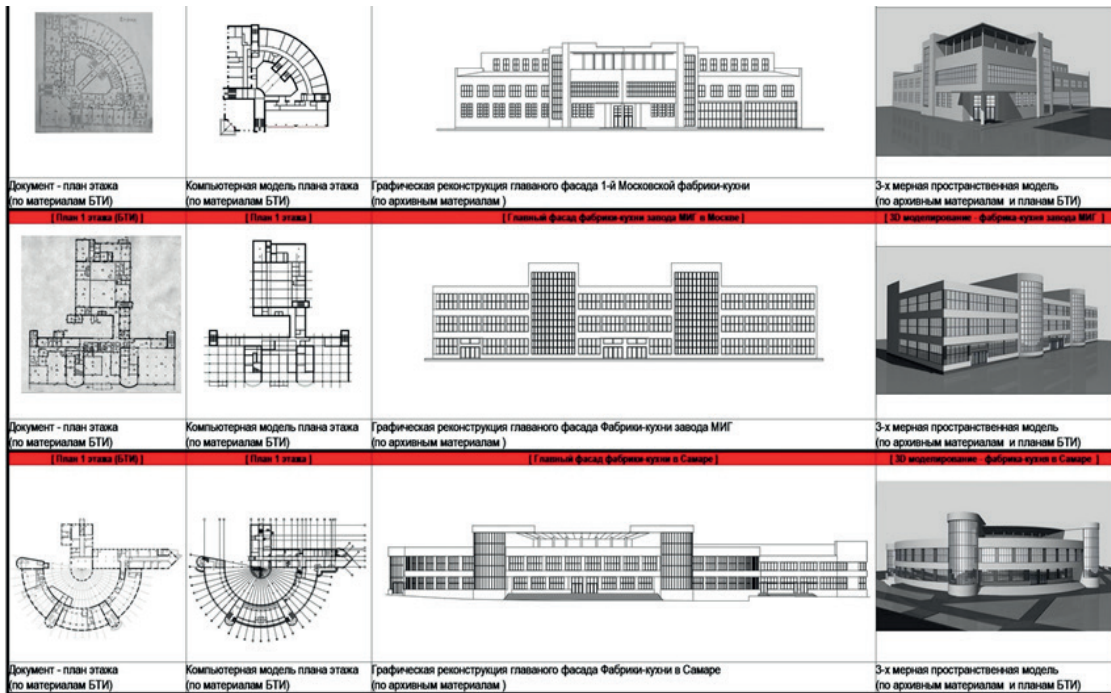 Документ - план этажа
(по материалам БТИ)
Компьютерная модель плана этажа
(по материалам БТИ)
Графическая реконструкция главаного фасада 1-й Московской фабрики-кухни
(по архивным материалам )
3-х мерная пространственная модель
(по архивным материалам и планам БТИ)
[ План 1 этажа (БТИ) ]
[ План 1 этажа ]
[ Главный фасад фабрики-кухни завода МИГ в Москве ]
[ 3D моделирование - фабрика-кухня завода МИГ ]
Документ - план этажа
(по материалам БТИ)
Компьютерная модель плана этажа
(по материалам БТИ)
Графическая реконструкция главаного фасада Фабрики-кухни завода МИГ
(по архивным материалам )
3-х мерная пространственная модель
(по архивным материалам и планам БТИ)
[ План 1 этажа (БТИ) ]
[ План 1 этажа ]
[ Главный фасад фабрики-кухни в Самаре ]
[ 3D моделирование - фабрика-кухня в Самаре ]
Документ - план этажа
(по материалам БТИ)
Компьютерная модель плана этажа
(по материалам БТИ)
Графическая реконструкция главаного фасада Фабрики-кухни в Самаре
(по архивным материалам )
3-х мерная пространственная модель
(по архивным материалам и планам БТИ)